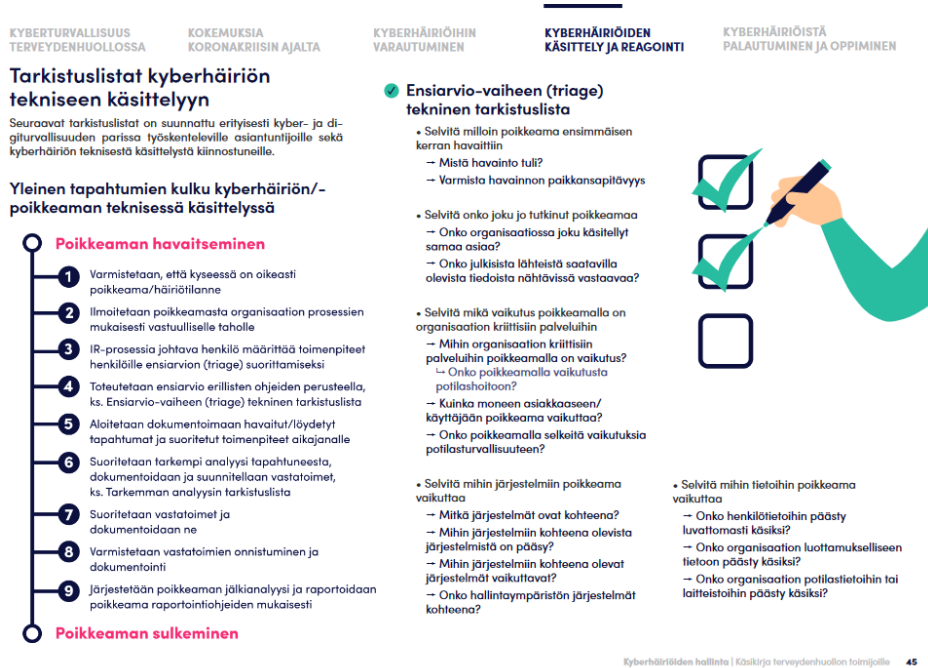 KYBERTURVALLISUUS
TERVEYDENHUOLLOSSA
KOKEMUKSIA
KORONAKRIISIN AJALTA
KYBERHÄIRIÖIHIN
VARAUTUMINEN
KYBERHÄIRIÖIDEN
KÄSITTELY JA REAGOINTI
KYBERHÄIRIÖISTÄ
PALAUTUMINEN JA OPPIMINEN
Tarkistuslistat kyberhäiriön
tekniseen käsittelyyn
Seuraavat tarkistuslistat on suunnattu erityisesti kyber- ja di-
giturvallisuuden parissa työskenteleville asiantuntijoille sekä
kyberhäiriön teknisestä käsittelystä kiinnostuneille.
Yleinen tapahtumien kulku kyberhäiriön/-
poikkeaman teknisessä käsittelyssä
Poikkeaman havaitseminen
1 Varmistetaan, että kyseessä on oikeasti
poikkeama/häiriötilanne
2 Ilmoitetaan poikkeamasta organisaation prosessien
mukaisesti vastuulliselle taholle
3 IR-prosessia johtava henkilö määrittää toimenpiteet
henkilöille ensiarvion (triage) suorittamiseksi
4 Toteutetaan ensiarvio erillisten ohjeiden perusteella,
ks. Ensiarvio-vaiheen (triage) tekninen tarkistuslista
5 Aloitetaan dokumentoimaan havaitut/löydetyt
tapahtumat ja suoritetut toimenpiteet aikajanalle
6 Suoritetaan tarkempi analyysi tapahtuneesta,
dokumentoidaan ja suunnitellaan vastatoimet,
ks. Tarkemman analyysin tarkistuslista
7 Suoritetaan vastatoimet ja
dokumentoidaan ne
8 Varmistetaan vastatoimien onnistuminen ja
dokumentointi
9 Järjestetään poikkeaman jälkianalyysi ja raportoidaan
poikkeama raportointiohjeiden mukaisesti
Poikkeaman sulkeminen
Ensiarvio-vaiheen (triage)
tekninen tarkistuslista
• Selvitä milloin poikkeama ensimmäisen
kerran havaittiin
→ Mistä havainto tuli?
→ Varmista havainnon paikkansapitävyys
• Selvitä onko joku jo tutkinut poikkeamaa
→ Onko organisaatiossa joku käsitellyt
samaa asiaa?
→ Onko julkisista lähteistä saatavilla
olevista tiedoista nähtävissä vastaavaa?
• Selvitä mikä vaikutus poikkeamalla on
organisaation kriittisiin palveluihin
→ Mihin organisaation kriittisiin
palveluihin poikkeamalla on vaikutus?
↳ Onko poikkeamalla vaikutusta
potilashoitoon?
→ Kuinka moneen asiakkaaseen/
käyttäjään poikkeama vaikuttaa?
→ Onko poikkeamalla selkeitä vaikutuksia
potilasturvallisuuteen?
• Selvitä mihin järjestelmiin poikkeama
vaikuttaa
→ Mitkä järjestelmät ovat kohteena?
→ Mihin järjestelmiin kohteena olevista
järjestelmistä on pääsy?
→ Mihin järjestelmiin kohteena olevat
järjestelmät vaikuttavat?
→ Onko hallintaympäristön järjestelmät
kohteena?
• Selvitä mihin tietoihin poikkeama
vaikuttaa
→ Onko henkilötietoihin päästy
luvattomasti käsiksi?
→ Onko organisaation luottamukselliseen
tietoon päästy käsiksi?
→ Onko organisaation potilastietoihin tai
laitteistoihin päästy käsiksi?
Kyberhäiriöiden hallinta | Käsikirja terveydenhuollon toimijoille 45